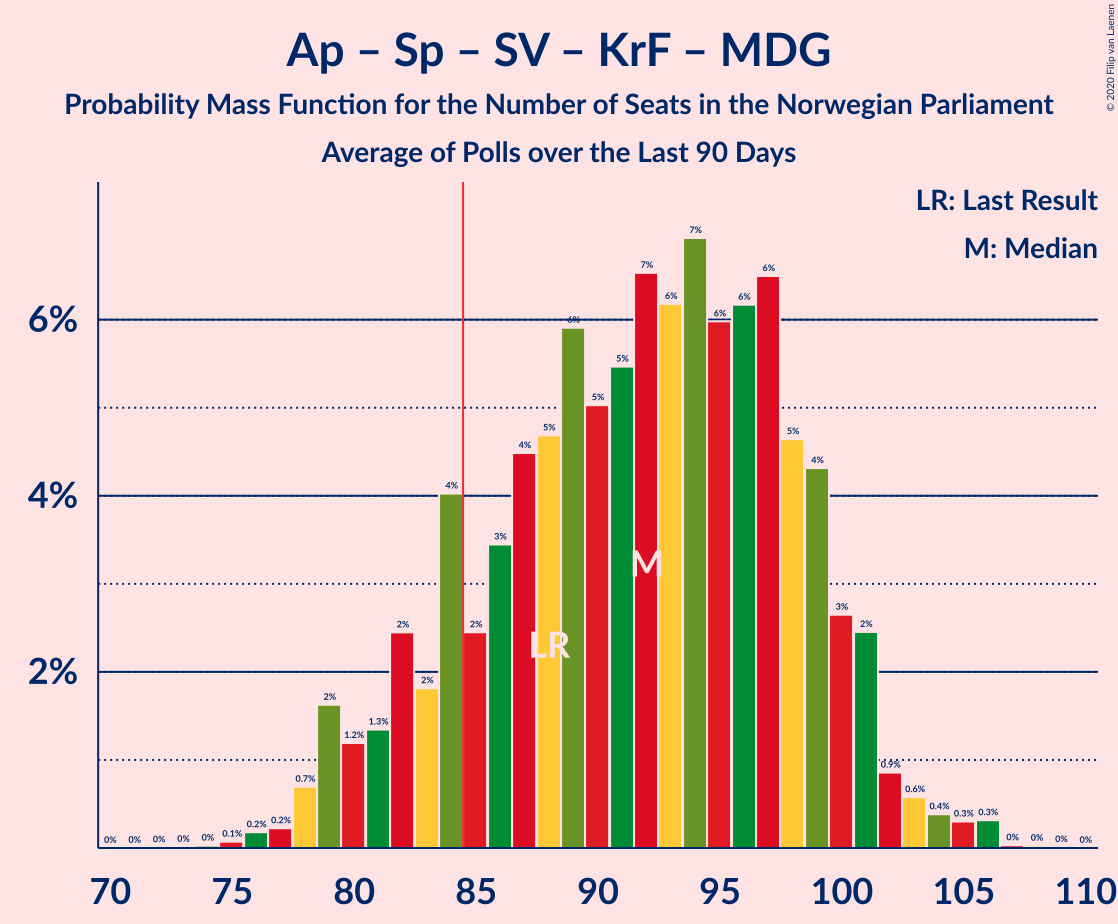 Ap – Sp – SV – KrF – MDG
Probability Mass Function for the Number of Seats in the Norwegian Parliament
Average of Polls over the Last 90 Days
© 2020 Filip van Laenen
LR: Last Result
M: Median
6%
4%
2%
0% 0% 0% 0% 0% 0.1% 0.2% 0.2% 0.7% 2% 1.2% 1.3% 2% 2% 4% 2% 3% 4% 5% 6% 5% 5% 7% 6% 7% 6% 6% 6% 5% 4% 3% 2% 0.9% 0.6% 0.4% 0.3% 0.3% 0% 0% 0% 0%
M
LR
70 75 80 85 90 95 100 105 110